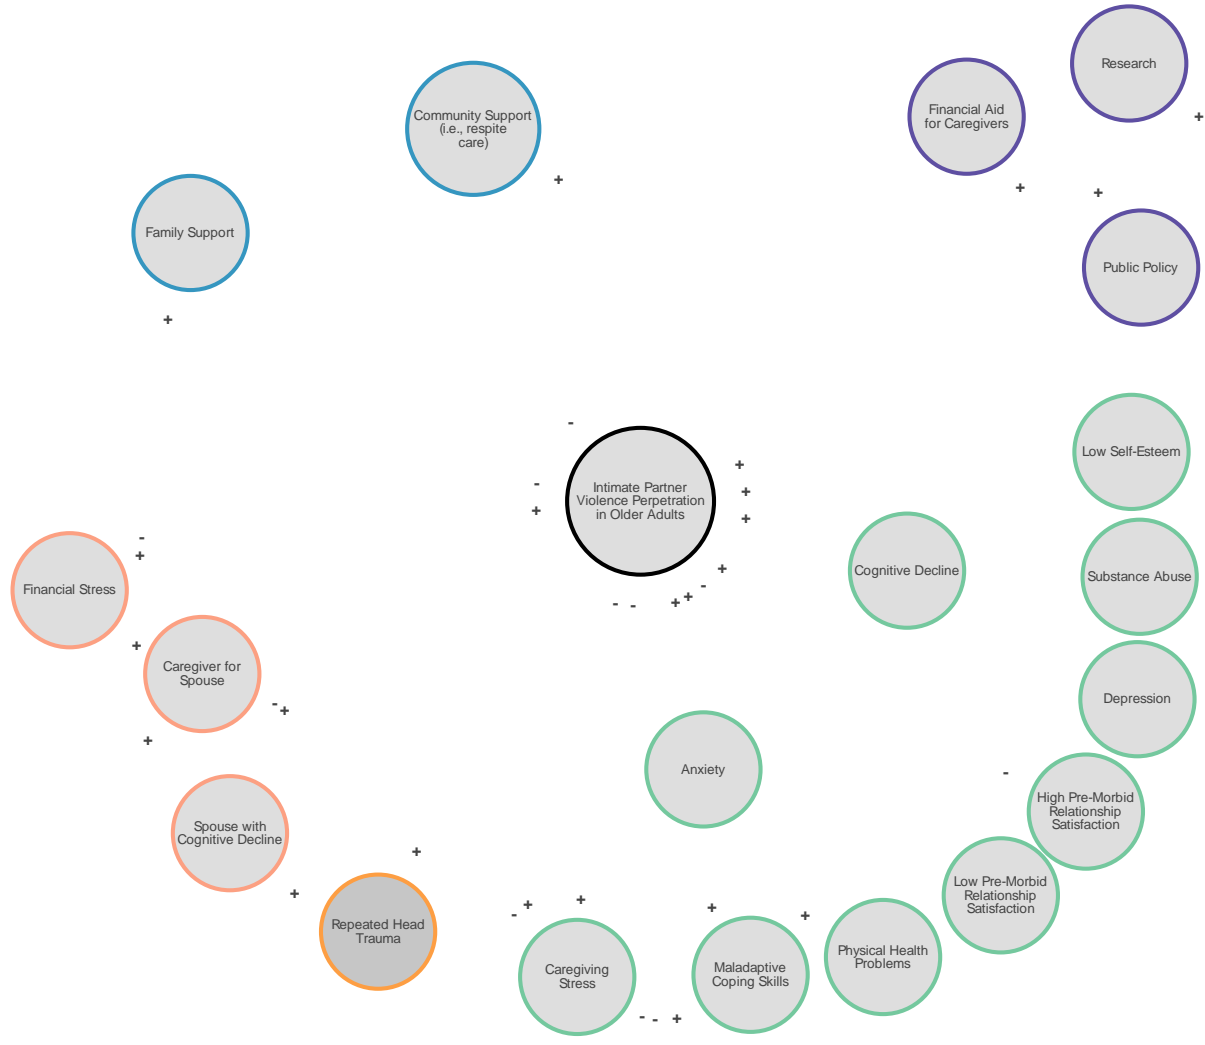 Research
Financial Aid
for Caregivers
Community Support
(i.e., respite
care)
+
+
+
+
Family Support
Public Policy
+
-
Low Self-Esteem
+
-
Intimate Partner
Violence Perpetration
in Older Adults
+
+
+
-
+
Financial Stress
Cognitive Decline
+
Substance Abuse
-
+
+
-
-
+
Caregiver for
Spouse
-
+
Depression
+
Anxiety
-
High Pre-Morbid
Relationship
Satisfaction
Spouse with
Cognitive Decline
+
+
Low Pre-Morbid
Relationship
Satisfaction
Repeated Head
Trauma
-
+
+
+
+
Physical Health
Problems
Caregiving
Stress
Maladaptive
Coping Skills
-
-
+